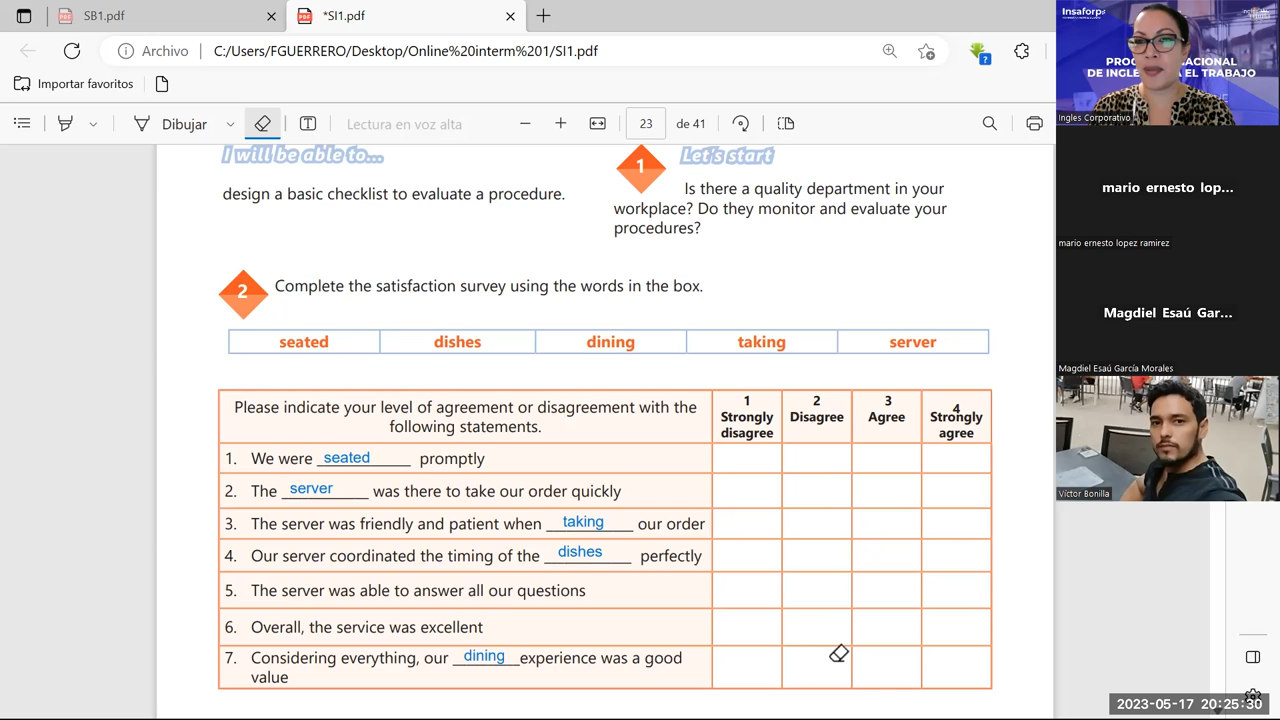 SB1.pdf
*SI1.pdf
Archivo
C:/Users/FGUERRERO/Desktop/Online%20interm%201/SI1.pdf
Importar favoritos
Dibujar
Lectura en voz alta
23
de 41
I will be able to...
design a basic checklist to evaluate a procedure.
1
Let's start
Is there a quality department in your
workplace? Do they monitor and evaluate your
procedures?
2
Complete the satisfaction survey using the words in the box.
seated dishes dining taking server
Please indicate your level of agreement or disagreement with the
following statements.
1
Strongly
disagree
2
Disagree
3
Agree
4
Strongly
agree
1. We were seated promptly
2. The server was there to take our order quickly
3. The server was friendly and patient when taking our order
4. Our server coordinated the timing of the dishes perfectly
5. The server was able to answer all our questions
6. Overall, the service was excellent
7. Considering everything, our dining experience was a good
value
Insaforp
DE INGL
EL TRABAJO
Ingles Corporativo
mario ernesto lop...
mario ernesto lopez ramirez
Magdiel Esaú Gar...
Magdiel Esaú García Morales
Víctor Bonilla
2023-05-17 20:25:30